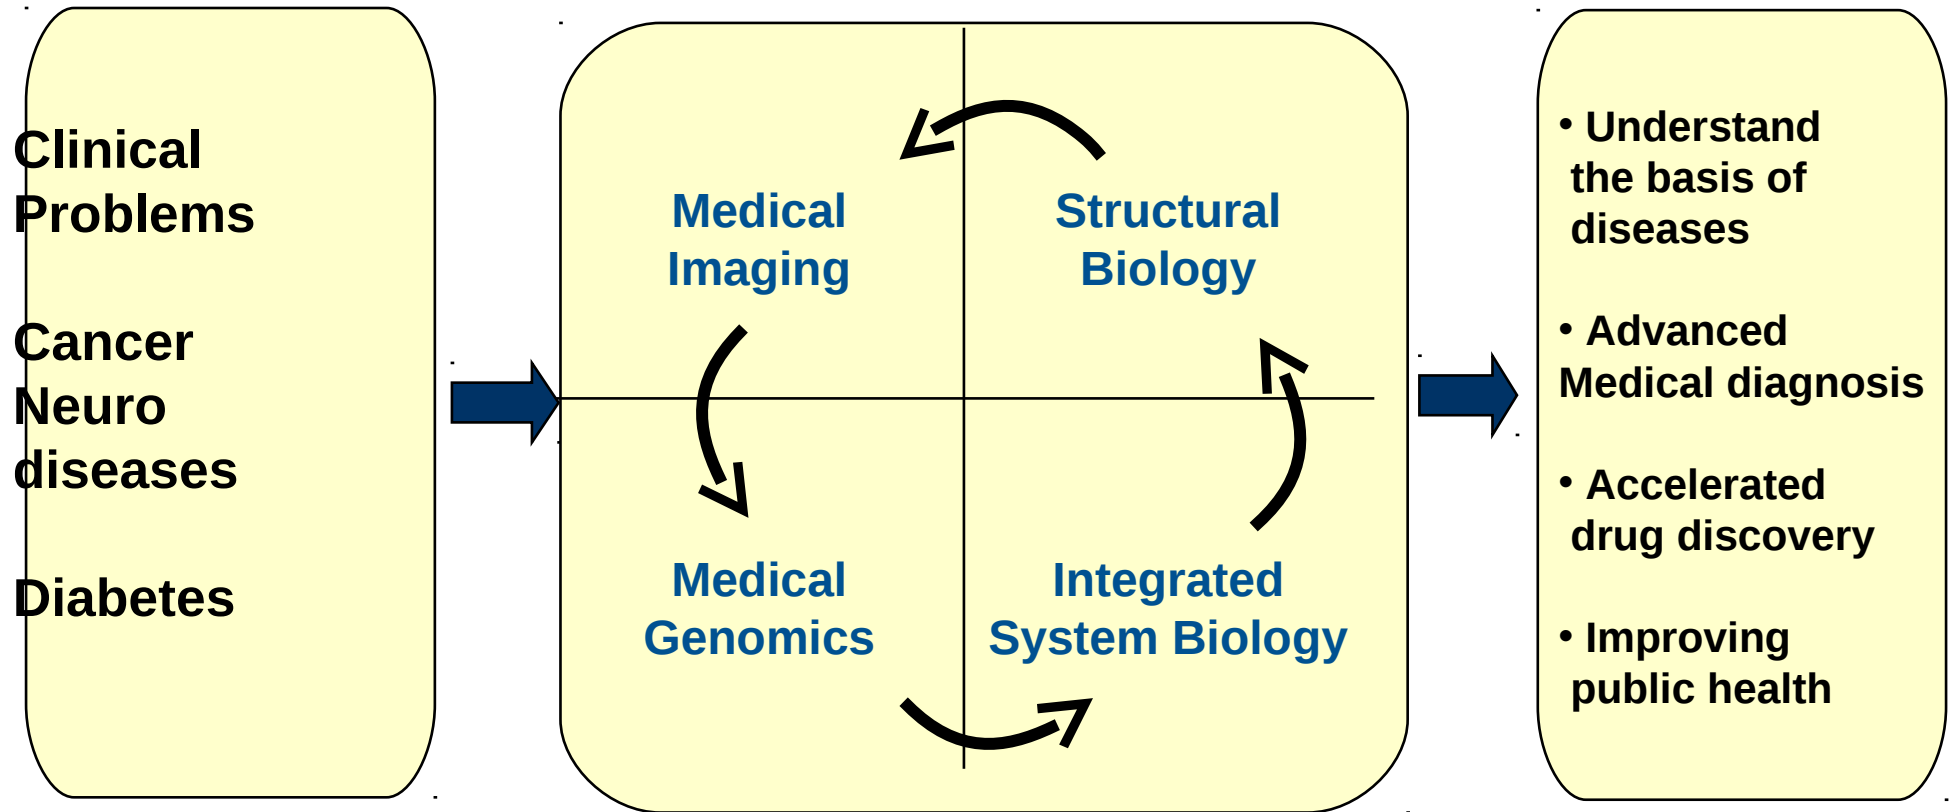 Clinical
Problems
Cancer
Neuro
diseases
Diabetes
Medical
Imaging
Structural
Biology
Medical
Genomics
Integrated
System Biology
• Understand
the basis of
diseases
• Advanced
Medical diagnosis
• Accelerated
drug discovery
• Improving
public health